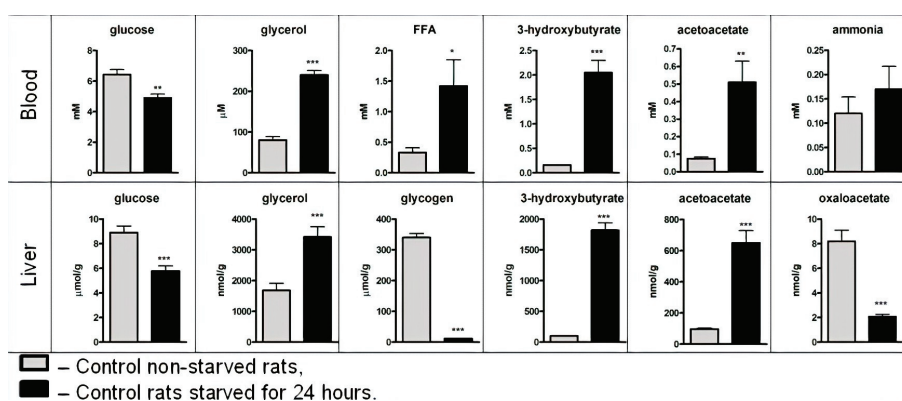 Blood
glucose
mM
8
6
4
2
0
**
glycerol
μM
300
200
100
0
***
FFA
mM
2.0
1.5
1.0
0.5
0.0
*
3-hydroxybutyrate
mM
2.5
2.0
1.5
1.0
0.5
0.0
***
acetoacetate
mM
0.7
0.6
0.5
0.4
0.3
0.2
0.1
0.0
**
ammonia
mM
0.25
0.20
0.15
0.10
0.05
0.00
Liver
glucose
μmol/g
10
8
6
4
2
0
***
glycerol
nmol/g
4000
3000
2000
1000
0
***
glycogen
μmol/g
400
300
200
100
0
***
3-hydroxybutyrate
nmol/g
2000
1500
1000
500
0
***
acetoacetate
nmol/g
800
600
400
200
0
***
oxaloacetate
nmol/g
10
8
6
4
2
0
***
– Control non-starved rats,
– Control rats starved for 24 hours.